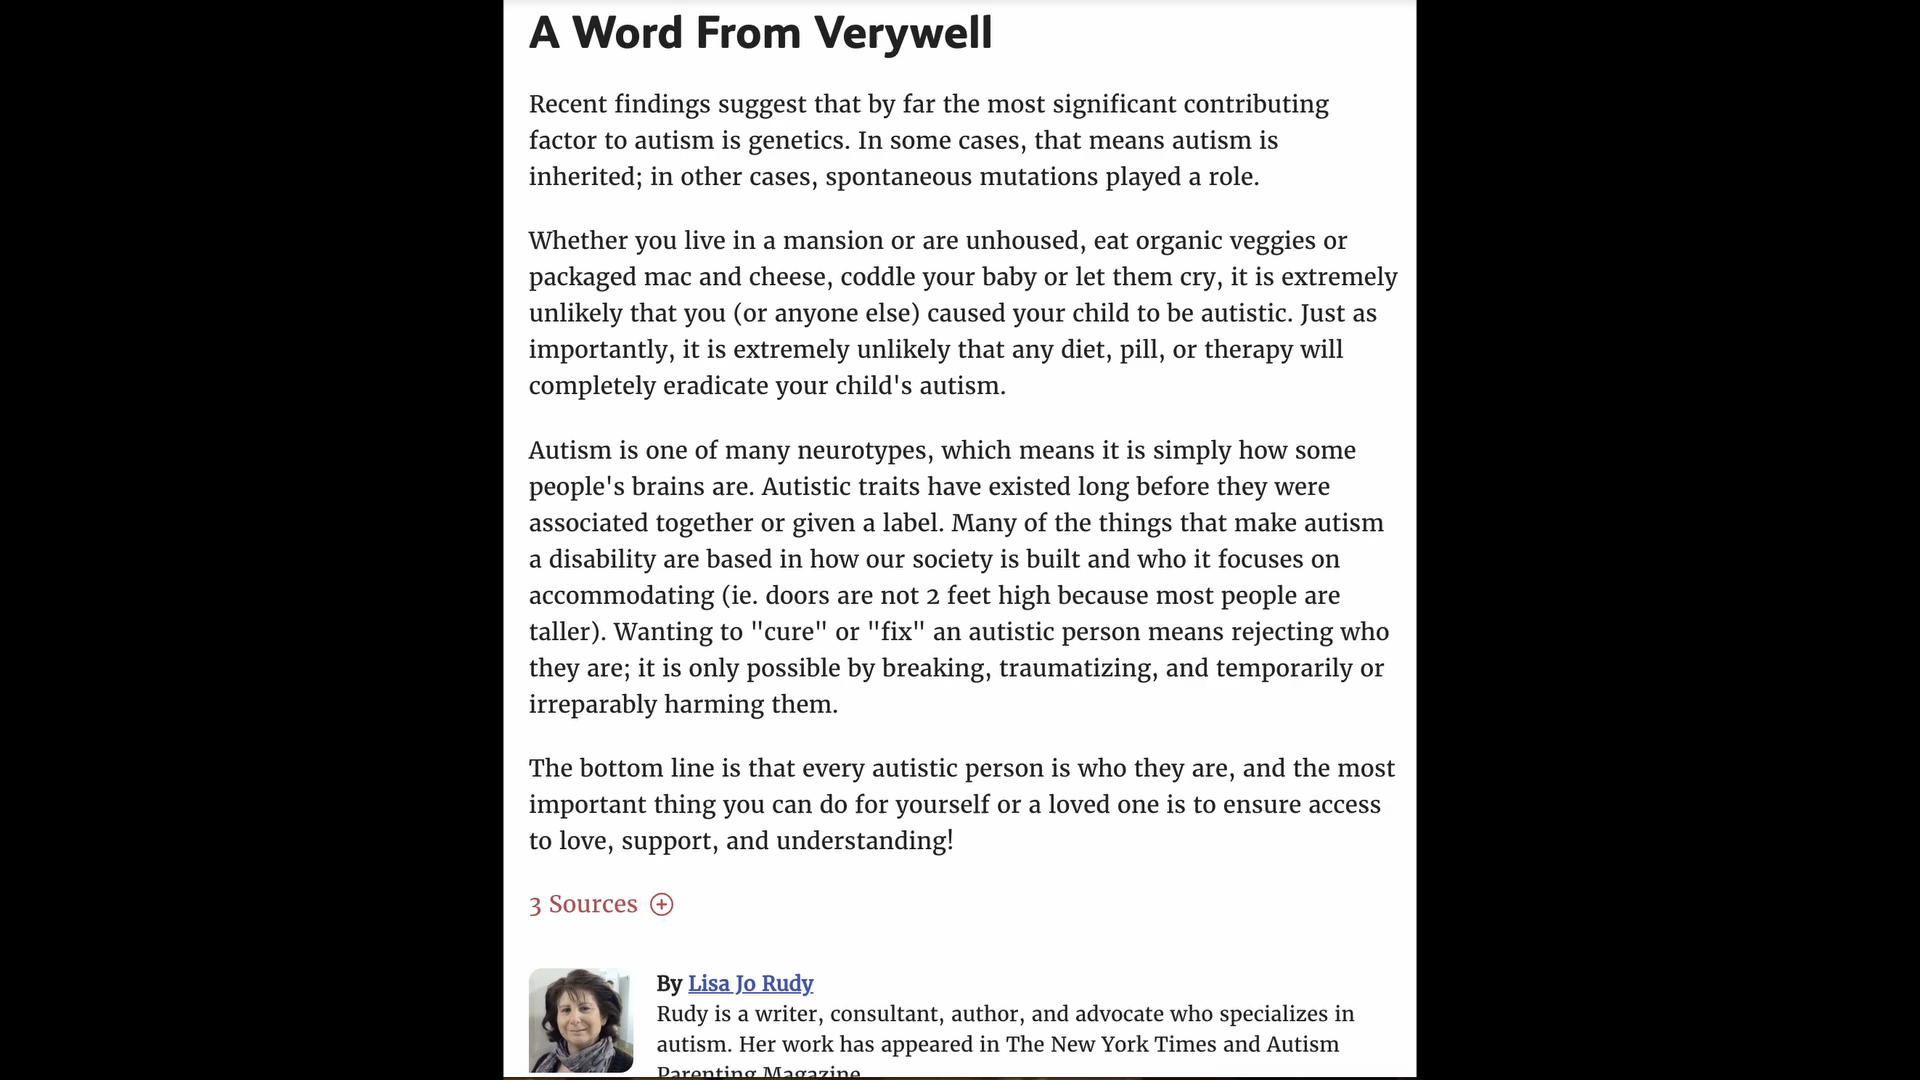 A Word From Verywell
Recent findings suggest that by far the most significant contributing
factor to autism is genetics. In some cases, that means autism is
inherited; in other cases, spontaneous mutations played a role.
Whether you live in a mansion or are unhoused, eat organic veggies or
packaged mac and cheese, coddle your baby or let them cry, it is extremely
unlikely that you (or anyone else) caused your child to be autistic. Just as
importantly, it is extremely unlikely that any diet, pill, or therapy will
completely eradicate your child's autism.
Autism is one of many neurotypes, which means it is simply how some
people's brains are. Autistic traits have existed long before they were
associated together or given a label. Many of the things that make autism
a disability are based in how our society is built and who it focuses on
accommodating (ie. doors are not 2 feet high because most people are
taller). Wanting to "cure" or "fix" an autistic person means rejecting who
they are; it is only possible by breaking, traumatizing, and temporarily or
irreparably harming them.
The bottom line is that every autistic person is who they are, and the most
important thing you can do for yourself or a loved one is to ensure access
to love, support, and understanding!
3 Sources
By Lisa Jo Rudy
Rudy is a writer, consultant, author, and advocate who specializes in
autism. Her work has appeared in The New York Times and Autism
Parenting Magazine